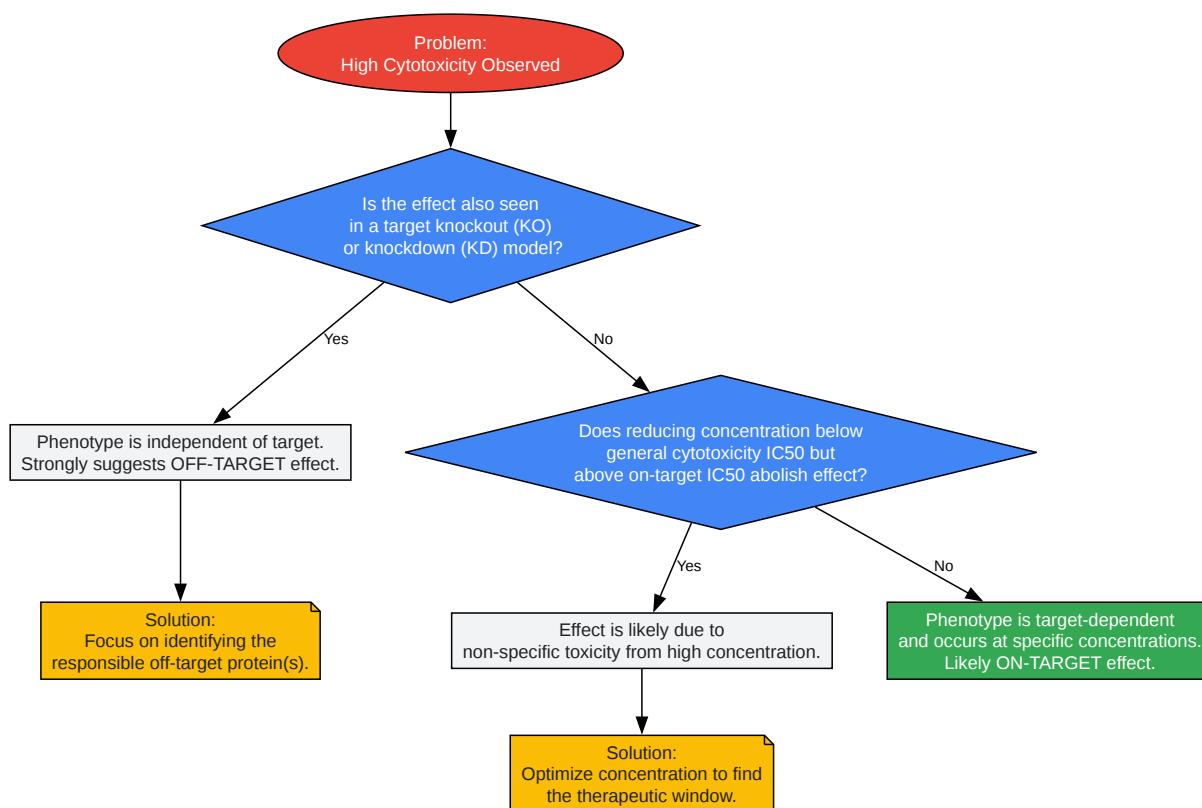 Problem:
High Cytotoxicity Observed
Is the effect also seen
in a target knockout (KO)
or knockdown (KD) model?
Yes
No
Phenotype is independent of target.
Strongly suggests OFF-TARGET effect.
Does reducing concentration below
general cytotoxicity IC50 but
above on-target IC50 abolish effect?
Yes
No
Solution:
Focus on identifying the
responsible off-target protein(s).
Effect is likely due to
non-specific toxicity from high concentration.
Phenotype is target-dependent
and occurs at specific concentrations.
Likely ON-TARGET effect.
Solution:
Optimize concentration to find
the therapeutic window.